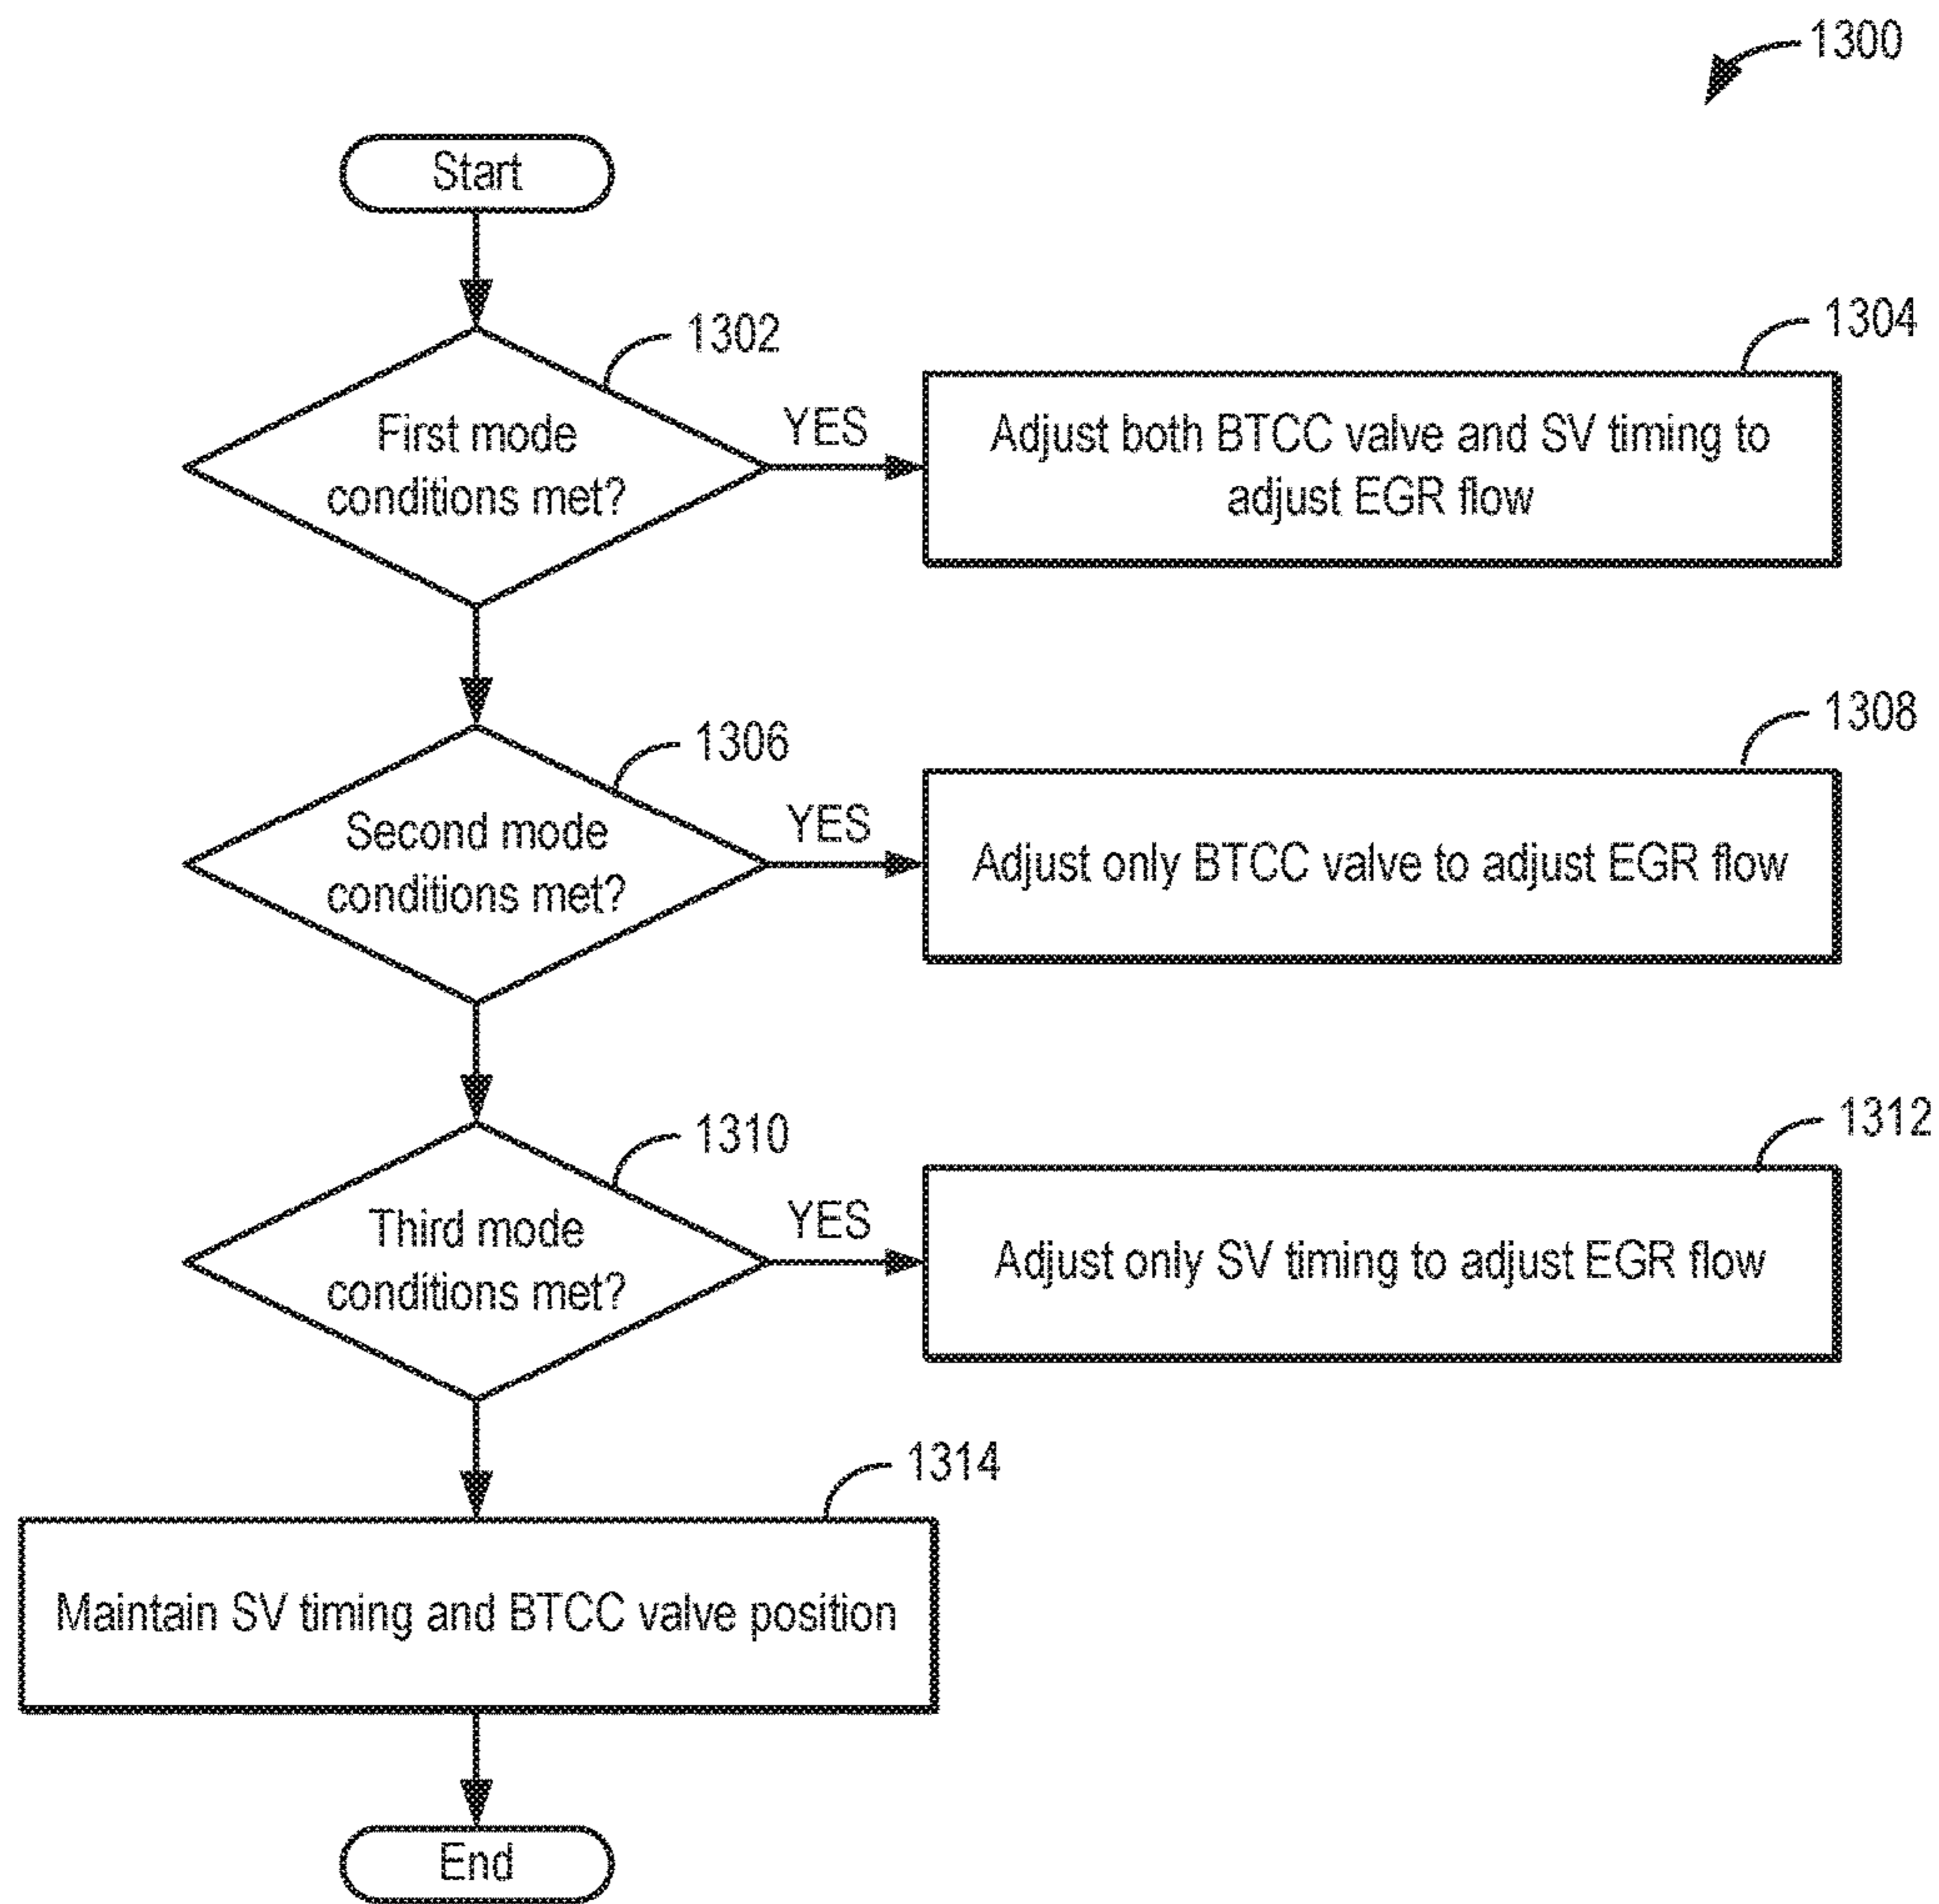 1300
Start
1302
First mode
conditions met?
YES
1304
Adjust both BTCC valve and SV timing to
adjust EGR flow
1306
Second mode
conditions met?
YES
1308
Adjust only BTCC valve to adjust EGR flow
1310
Third mode
conditions met?
YES
1312
Adjust only SV timing to adjust EGR flow
1314
Maintain SV timing and BTCC valve position
End